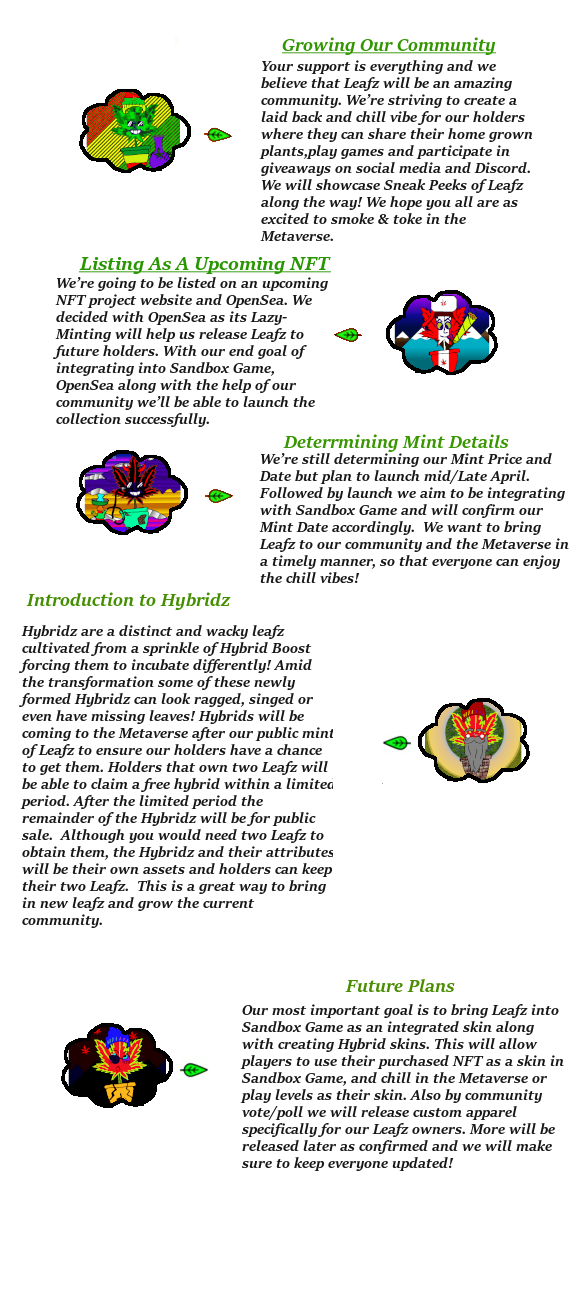 Growing Our Community
Your support is everything and we
believe that Leafz will be an amazing
community. We're striving to create a
laid back and chill vibe for our holders
where they can share their home grown
plants,play games and participate in
giveaways on social media and Discord.
We will showcase Sneak Peeks of Leafz
along the way! We hope you all are as
excited to smoke & toke in the
Metaverse.
Listing As A Upcoming NFT
We're going to be listed on an upcoming
NFT project website and OpenSea. We
decided with OpenSea as its Lazy-
Minting will help us release Leafz to
future holders. With our end goal of
integrating into Sandbox Game,
OpenSea along with the help of our
community we'll be able to launch the
collection successfully.
Deterrmining Mint Details
We're still determining our Mint Price and
Date but plan to launch mid/Late April.
Followed by launch we aim to be integrating
with Sandbox Game and will confirm our
Mint Date accordingly.  We want to bring
Leafz to our community and the Metaverse in
a timely manner, so that everyone can enjoy
the chill vibes!
Introduction to Hybridz
Hybridz are a distinct and wacky leafz
cultivated from a sprinkle of Hybrid Boost
forcing them to incubate differently! Amid
the transformation some of these newly
formed Hybridz can look ragged, singed or
even have missing leaves! Hybrids will be
coming to the Metaverse after our public mint
of Leafz to ensure our holders have a chance
to get them. Holders that own two Leafz will
be able to claim a free hybrid within a limited
period. After the limited period the
remainder of the Hybridz will be for public
sale.  Although you would need two Leafz to
obtain them, the Hybridz and their attributes
will be their own assets and holders can keep
their two Leafz.  This is a great way to bring
in new leafz and grow the current
community.
Future Plans
Our most important goal is to bring Leafz into
Sandbox Game as an integrated skin along
with creating Hybrid skins. This will allow
players to use their purchased NFT as a skin in
Sandbox Game, and chill in the Metaverse or
play levels as their skin. Also by community
vote/poll we will release custom apparel
specifically for our Leafz owners. More will be
released later as confirmed and we will make
sure to keep everyone updated!